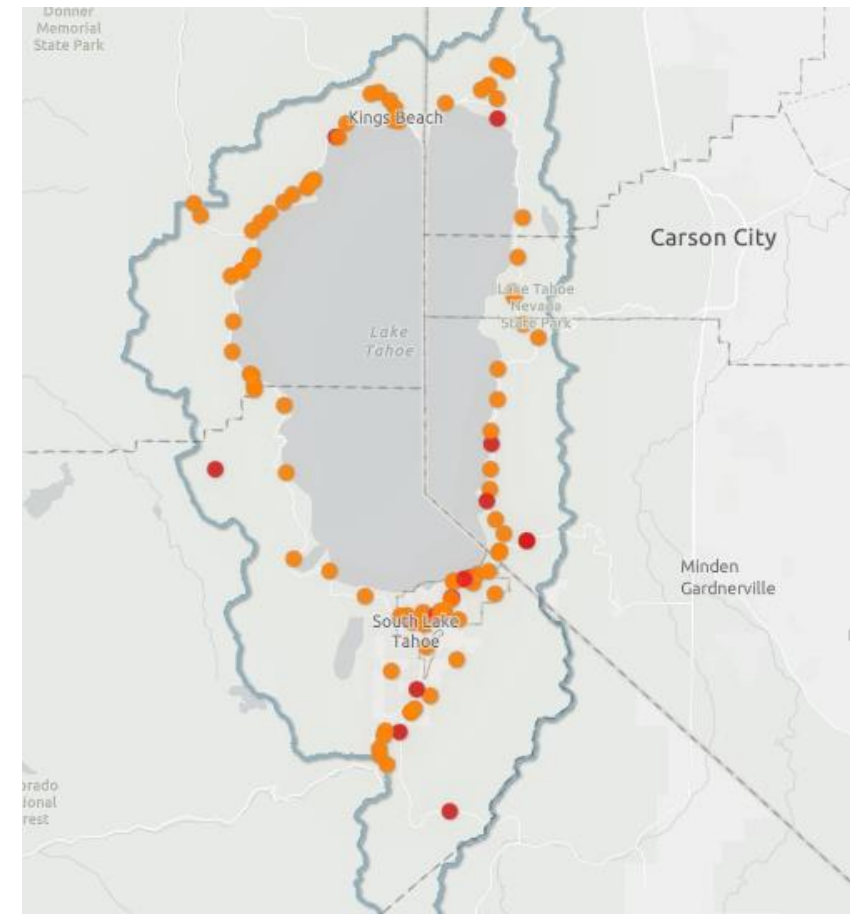 Donner
Memorial
State Park
Kings Beach
Carson City
Lake Tahoe
Nevada
State Park
Lake
Tahoe
Minden
Gardnerville
South Lake
Tahoe
orado
ional
rest